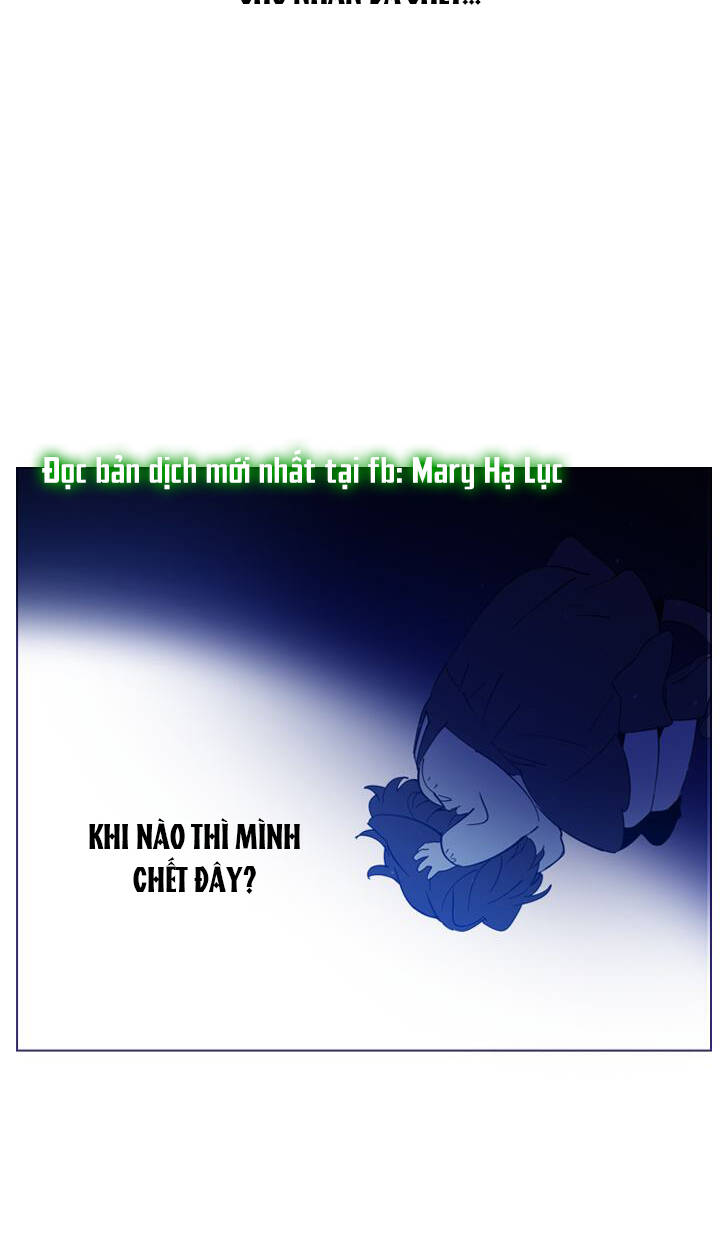 Đọc bản dịch mới nhất tại fb: Mary Hạ Lục
KHI NÀO THÌ MÌNH
CHẾT ĐÂY?